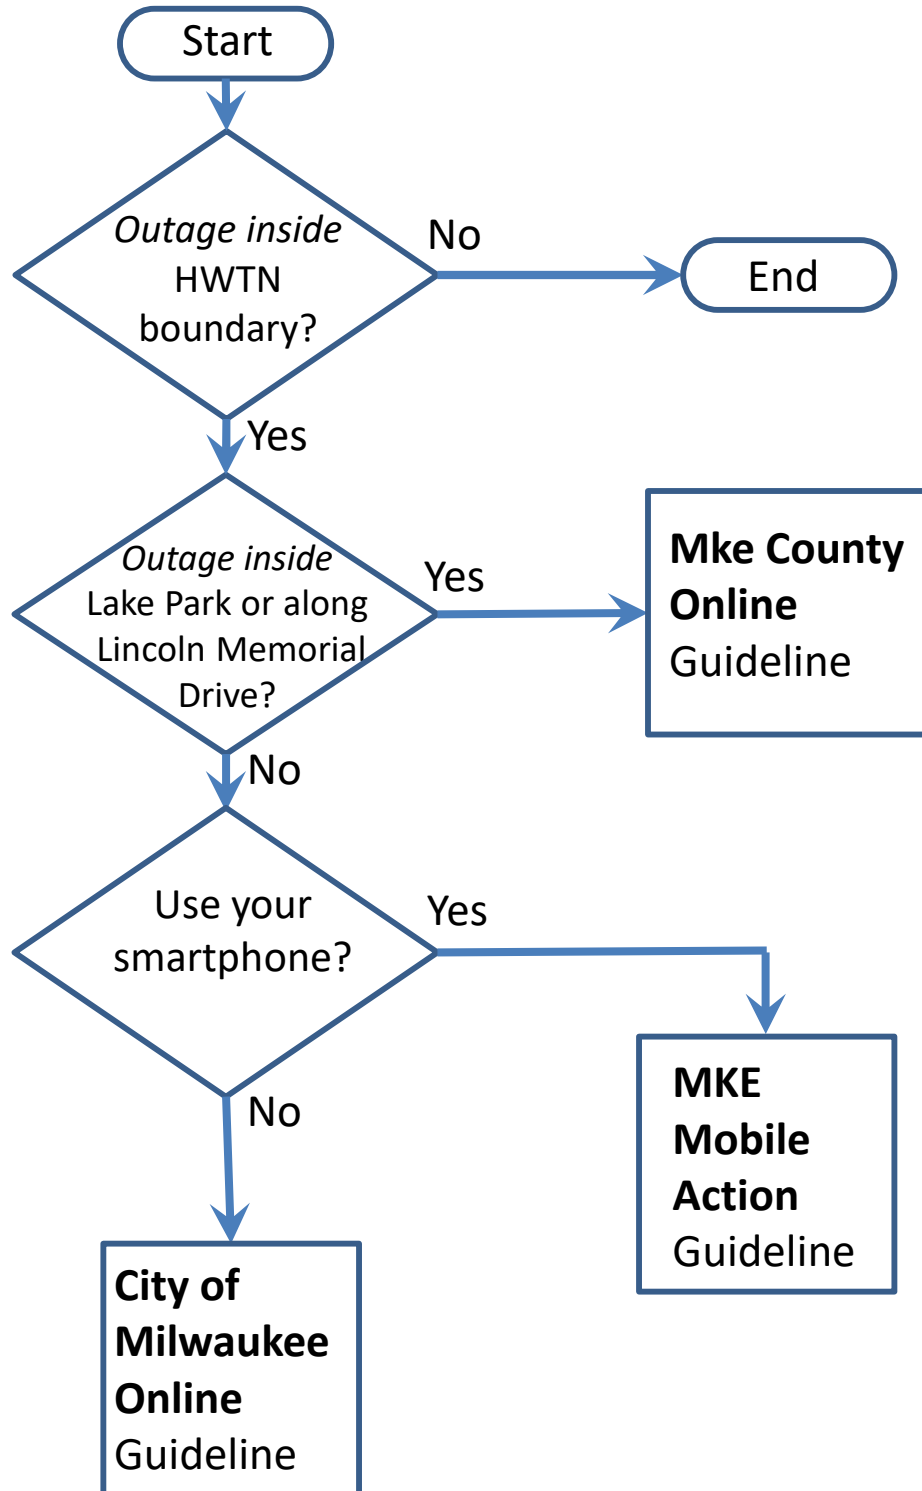 Start
Outage inside
HWTN
boundary?
No
End
Yes
Outage inside
Lake Park or along
Lincoln Memorial
Drive?
Yes
Mke County
Online
Guideline
No
Use your
smartphone?
Yes
MKE
Mobile
Action
Guideline
No
City of
Milwaukee
Online
Guideline